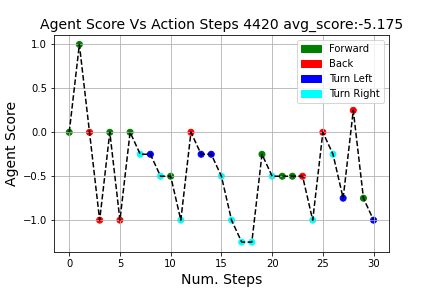 Agent Score Vs Action Steps 4420 avg_score:-5.175
1.0
0.5
0.0
−0.5
−1.0
Agent Score
Forward
Back
Turn Left
Turn Right
0 5 10 15 20 25 30
Num. Steps